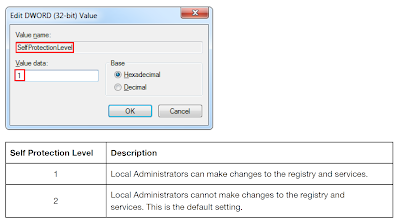 Edit DWORD (32-bit) Value
Value name:
SelfProtectionLevel
Value data:
1
Base
Hexadecimal
Decimal
OK Cancel
Self Protection Level Description
1 Local Administrators can make changes to the registry and services.
2 Local Administrators cannot make changes to the registry and
services. This is the default setting.